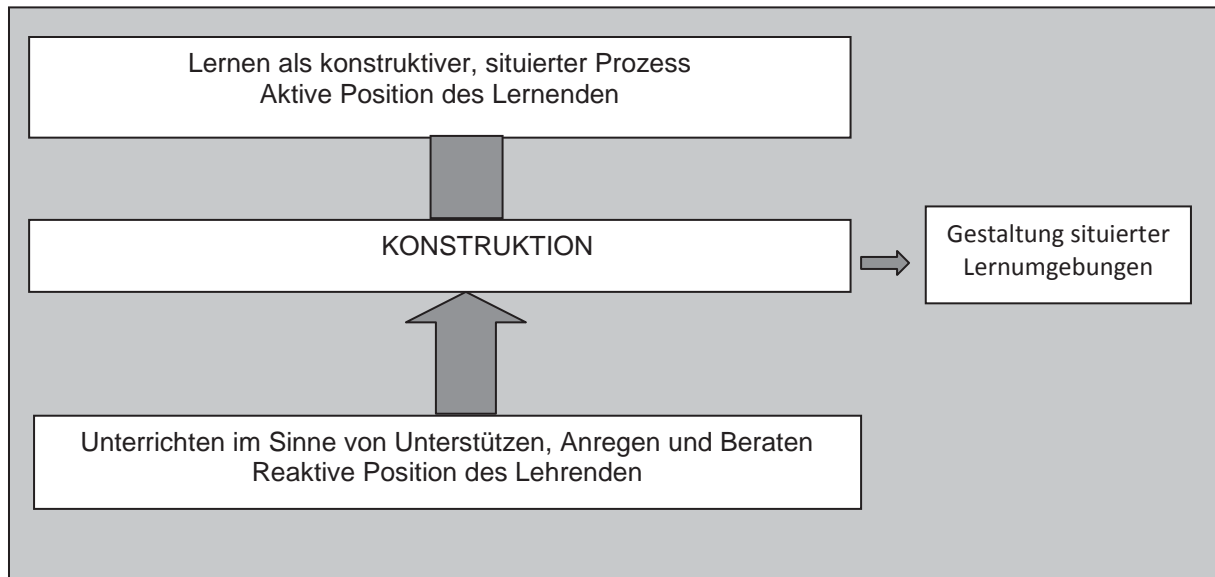 Lernen als konstruktiver, situierter Prozess
Aktive Position des Lernenden
KONSTRUKTION
Gestaltung situierter
Lernumgebungen
Unterrichten im Sinne von Unterstützen, Anregen und Beraten
Reaktive Position des Lehrenden